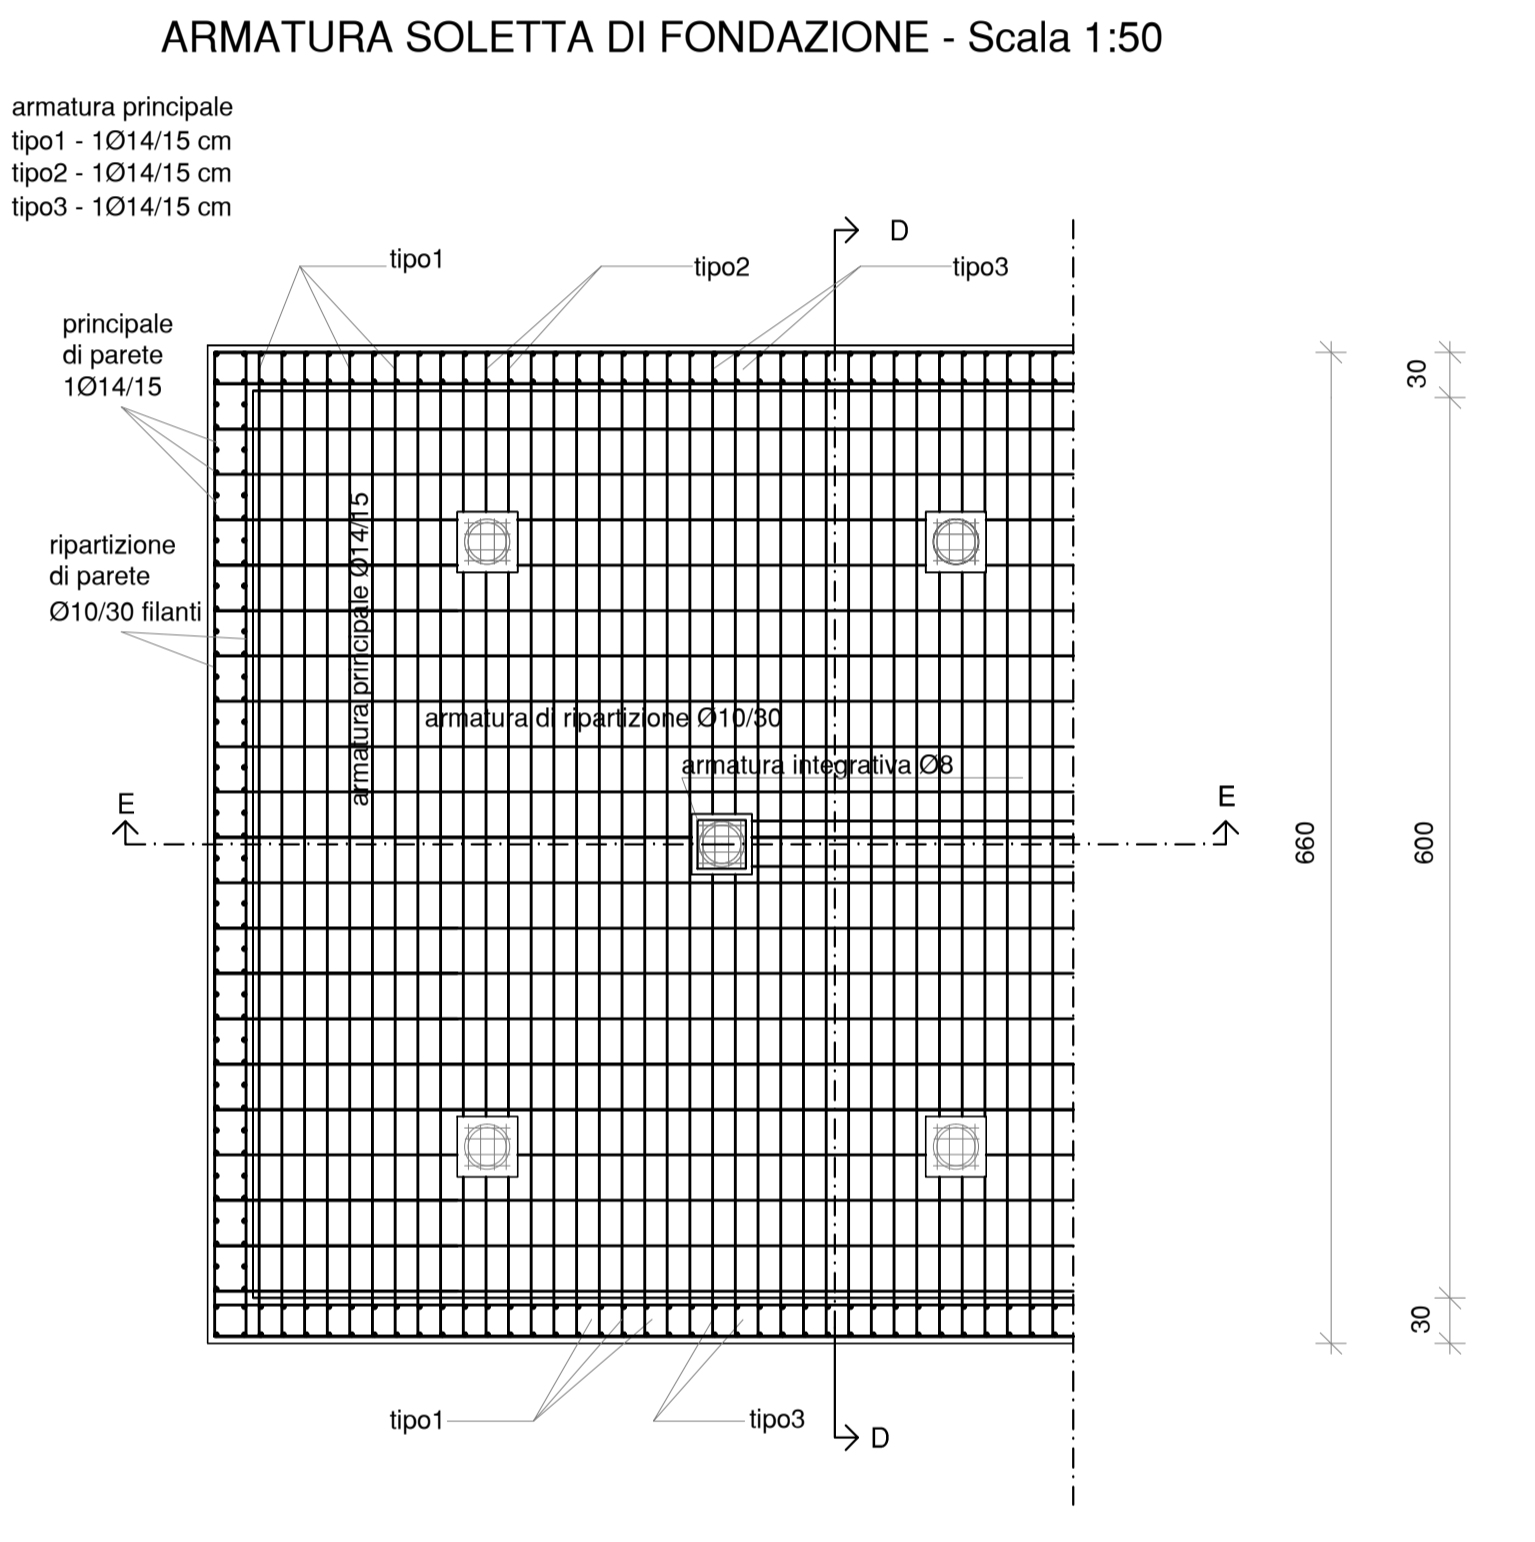 ARMATURA SOLETTA DI FONDAZIONE - Scala 1:50
armatura principale
tipo1 - 1Ø14/15 cm
tipo2 - 1Ø14/15 cm
tipo3 - 1Ø14/15 cm
D
tipo1
tipo2
tipo3
principale
di parete
1Ø14/15
30
ripartizione
di parete
Ø10/30 filanti
armatura principale Ø14/15
armatura di ripartizione Ø10/30
armatura integrativa Ø8
E
E
660
600
30
tipo1
tipo3
D